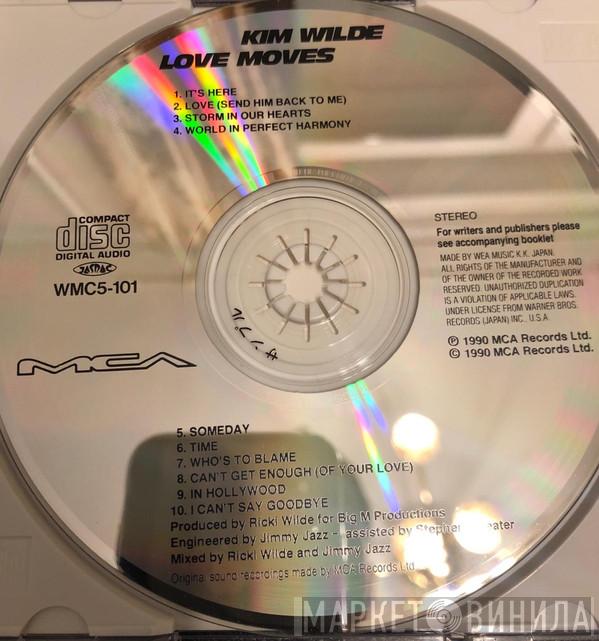 KIM WILDE
LOVE MOVES
1. IT'S HERE
2. LOVE (SEND HIM BACK TO ME)
3. STORM IN OUR HEARTS
4. WORLD IN PERFECT HARMONY
COMPACT
disc
DIGITAL AUDIO
JASRAC
WMC5-101
STEREO
For writers and publishers please
see accompanying booklet
MADE BY WEA MUSIC K.K. JAPAN.
ALL RIGHTS OF THE MANUFACTURER AND
OF THE OWNER OF THE RECORDED WORK
RESERVED. UNAUTHORIZED DUPLICATION
IS A VIOLATION OF APPLICABLE LAWS.
UNDER LICENSE FROM WARNER BROS.
RECORDS (JAPAN) INC., U.S.A.
℗ 1990 MCA Records Ltd.
© 1990 MCA Records Ltd.
MCA
サンプル
5. SOMEDAY
6. TIME
7. WHO'S TO BLAME
8. CAN'T GET ENOUGH (OF YOUR LOVE)
9. IN HOLLYWOOD
10. I CAN'T SAY GOODBYE
Produced by Ricki Wilde for Big M Productions
Engineered by Jimmy Jazz - assisted by
Mixed by Ricki Wilde and Jimmy Jazz
Original sound recordings made by MCA Records Ltd
МАРКЕТ ВИНИЛА